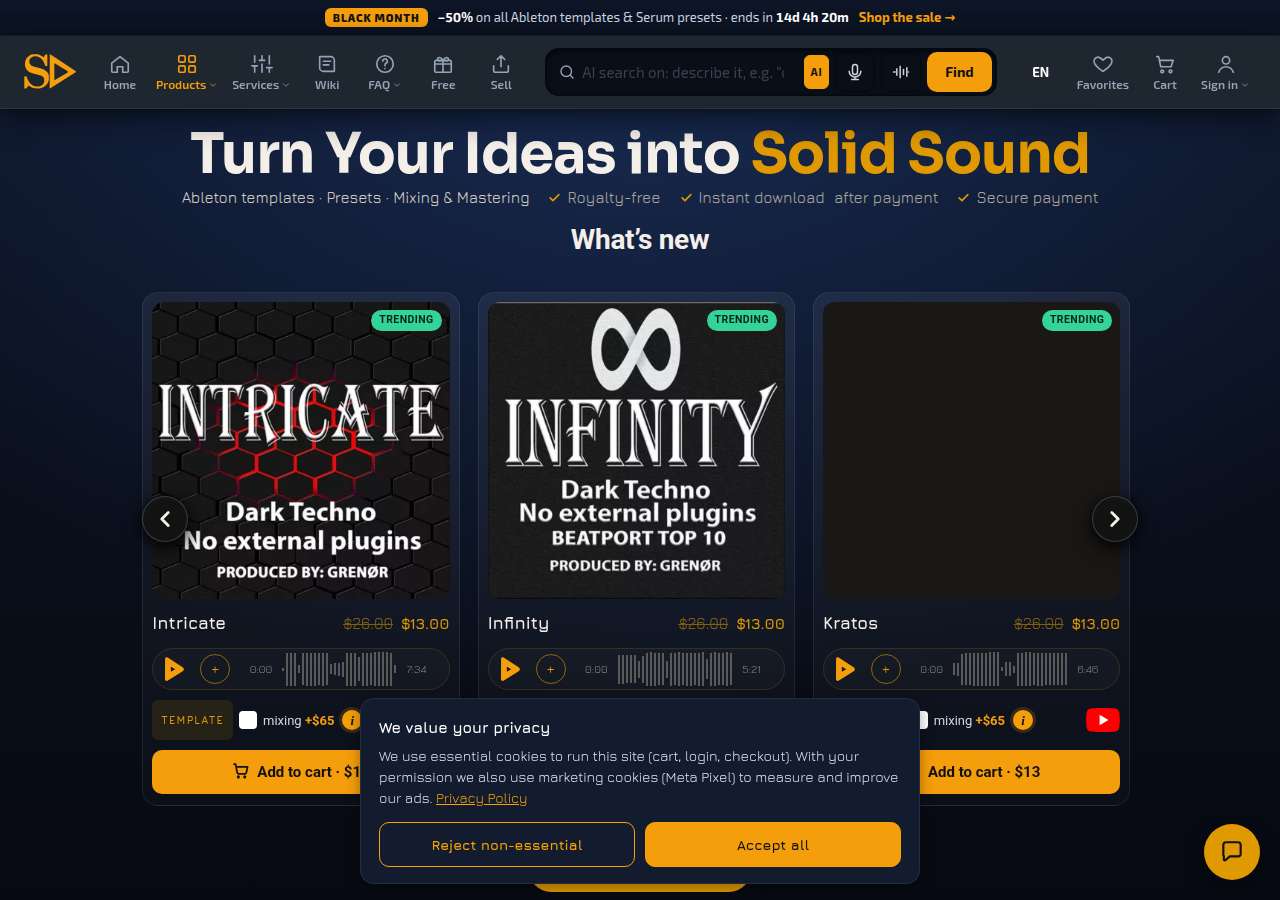 BLACK MONTH −50% on all Ableton templates & Serum presets · ends in 14d 4h 20m Shop the sale →
SD
Home Products Services Wiki FAQ Free Sell
AI search on: describe it, e.g. "d
AI
Find
EN
Favorites Cart Sign in
Turn Your Ideas into Solid Sound
Ableton templates · Presets · Mixing & Mastering ✓ Royalty-free ✓ Instant download after payment ✓ Secure payment
What's new
TRENDING
INTRICATE
Dark Techno
No external plugins
PRODUCED BY: GRENØR
Intricate $26.00 $13.00
0:00 7:34
TEMPLATE mixing +$65 i
Add to cart · $1
TRENDING
INFINITY
Dark Techno
No external plugins
BEATPORT TOP 10
PRODUCED BY: GRENØR
Infinity $26.00 $13.00
0:00 5:21
TRENDING
Kratos $26.00 $13.00
0:00 6:46
mixing +$65 i
Add to cart · $13
We value your privacy
We use essential cookies to run this site (cart, login, checkout). With your
permission we also use marketing cookies (Meta Pixel) to measure and improve
our ads. Privacy Policy
Reject non-essential
Accept all